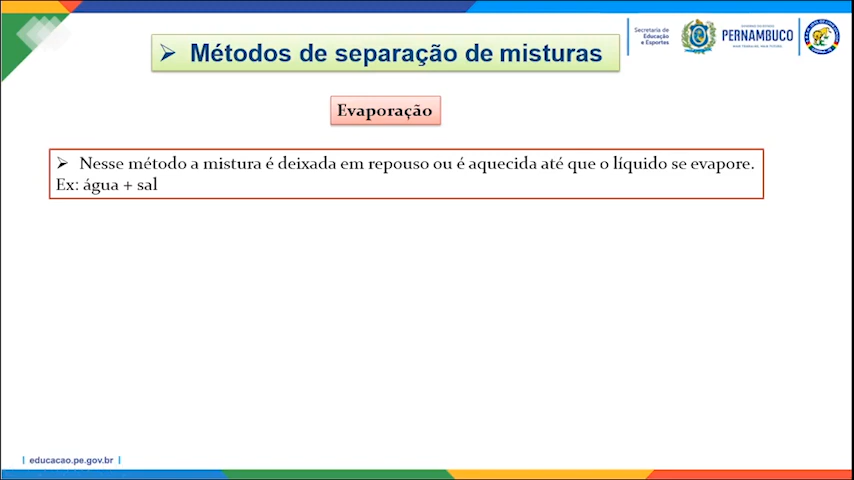 Secretaria de
Educação
e Esportes
PERNAMBUCO
➢ Métodos de separação de misturas
Evaporação
➢ Nesse método a mistura é deixada em repouso ou é aquecida até que o líquido se evapore.
Ex: água + sal
educacao.pe.gov.br